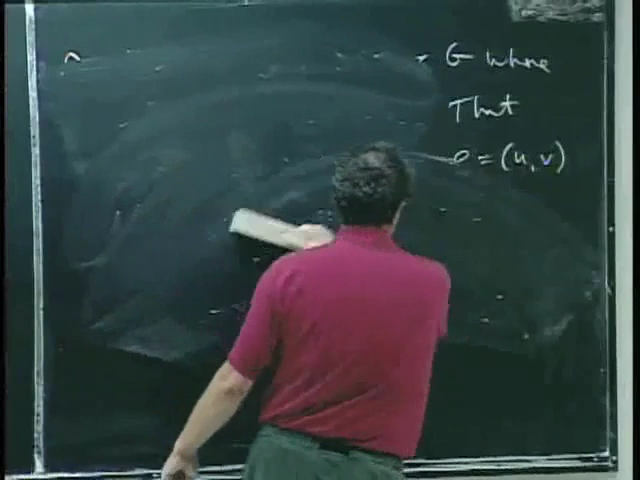 G where
That
e = (u, v)